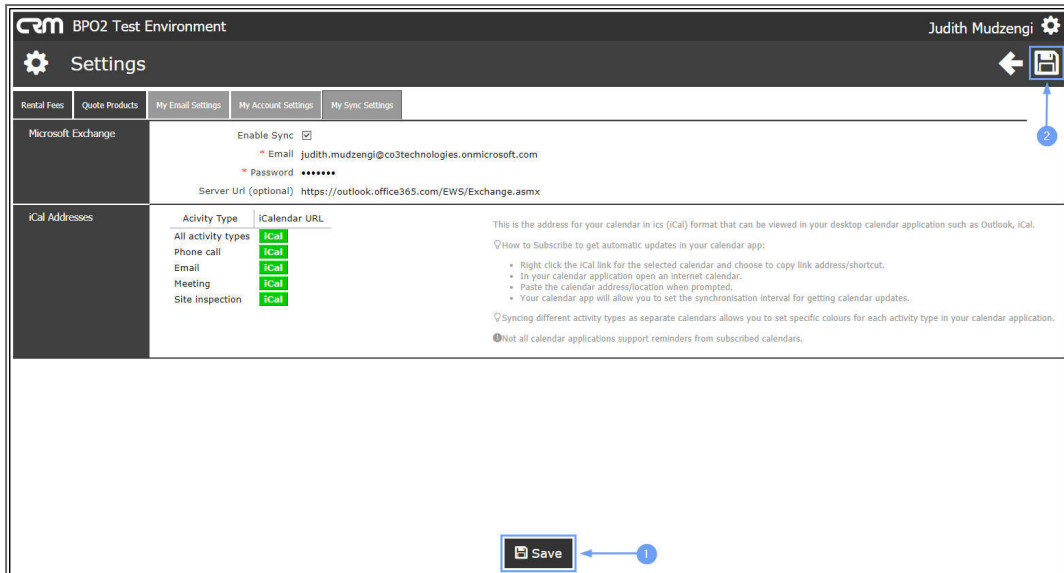 CRM BPO2 Test Environment
Judith Mudzengi
Settings
Rental Fees Quote Products My Email Settings My Account Settings My Sync Settings
2
Microsoft Exchange
Enable Sync
* Email judith.mudzengi@co3technologies.onmicrosoft.com
* Password •••••••
Server Url (optional) https://outlook.office365.com/EWS/Exchange.asmx
iCal Addresses
Acivity Type iCalendar URL
All activity types iCal
Phone call iCal
Email iCal
Meeting iCal
Site inspection iCal
This is the address for your calendar in ics (iCal) format that can be viewed in your desktop calendar application such as Outlook, iCal.
How to Subscribe to get automatic updates in your calendar app:
• Right click the iCal link for the selected calendar and choose to copy link address/shortcut.
• In your calendar application open an internet calendar.
• Paste the calendar address/location when prompted.
• Your calendar app will allow you to set the synchronisation interval for getting calendar updates.
Syncing different activity types as separate calendars allows you to set specific colours for each activity type in your calendar application.
Not all calendar applications support reminders from subscribed calendars.
Save
1